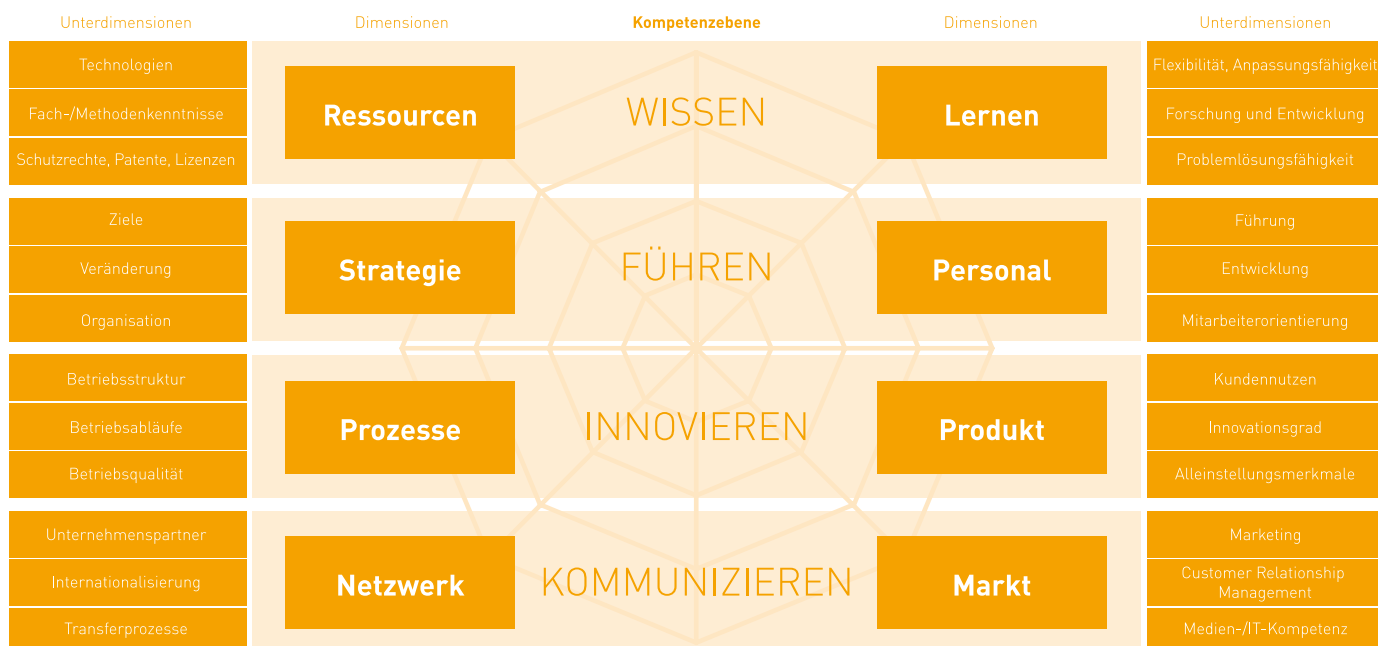 Unterdimensionen
Dimensionen
Kompetenzebene
Dimensionen
Unterdimensionen
Technologien
Fach-/Methodenkenntnisse
Schutzrechte, Patente, Lizenzen
Ressourcen
WISSEN
Lernen
Flexibilität, Anpassungsfähigkeit
Forschung und Entwicklung
Problemlösungsfähigkeit
Ziele
Veränderung
Organisation
Strategie
FÜHREN
Personal
Führung
Entwicklung
Mitarbeiterorientierung
Betriebsstruktur
Betriebsabläufe
Betriebsqualität
Prozesse
INNOVIEREN
Produkt
Kundennutzen
Innovationsgrad
Alleinstellungsmerkmale
Unternehmenspartner
Internationalisierung
Transferprozesse
Netzwerk
KOMMUNIZIEREN
Markt
Marketing
Customer Relationship
Management
Medien-/IT-Kompetenz